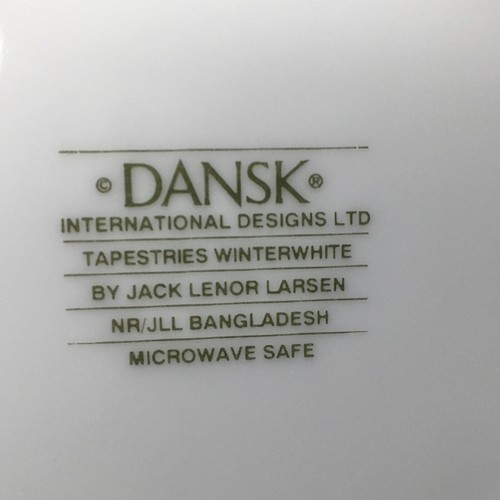 © DANSK ®
INTERNATIONAL DESIGNS LTD
TAPESTRIES WINTERWHITE
BY JACK LENOR LARSEN
NR/JLL BANGLADESH
MICROWAVE SAFE